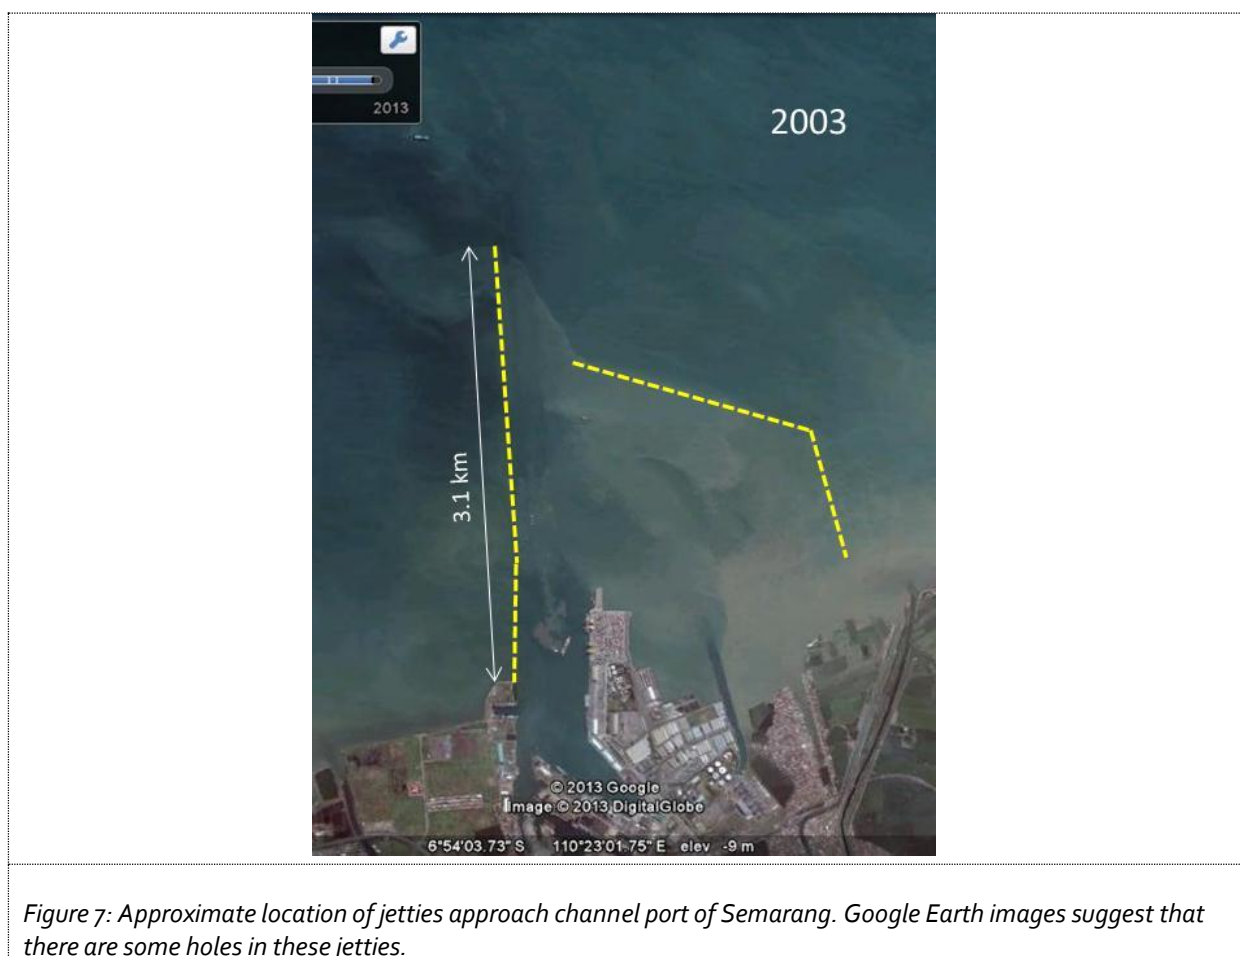 2013
2003
3.1 km
© 2013 Google
Image © 2013 DigitalGlobe
6°54'03.73" S 110°23'01.75" E elev -9 m
Figure 7: Approximate location of jetties approach channel port of Semarang. Google Earth images suggest that
there are some holes in these jetties.